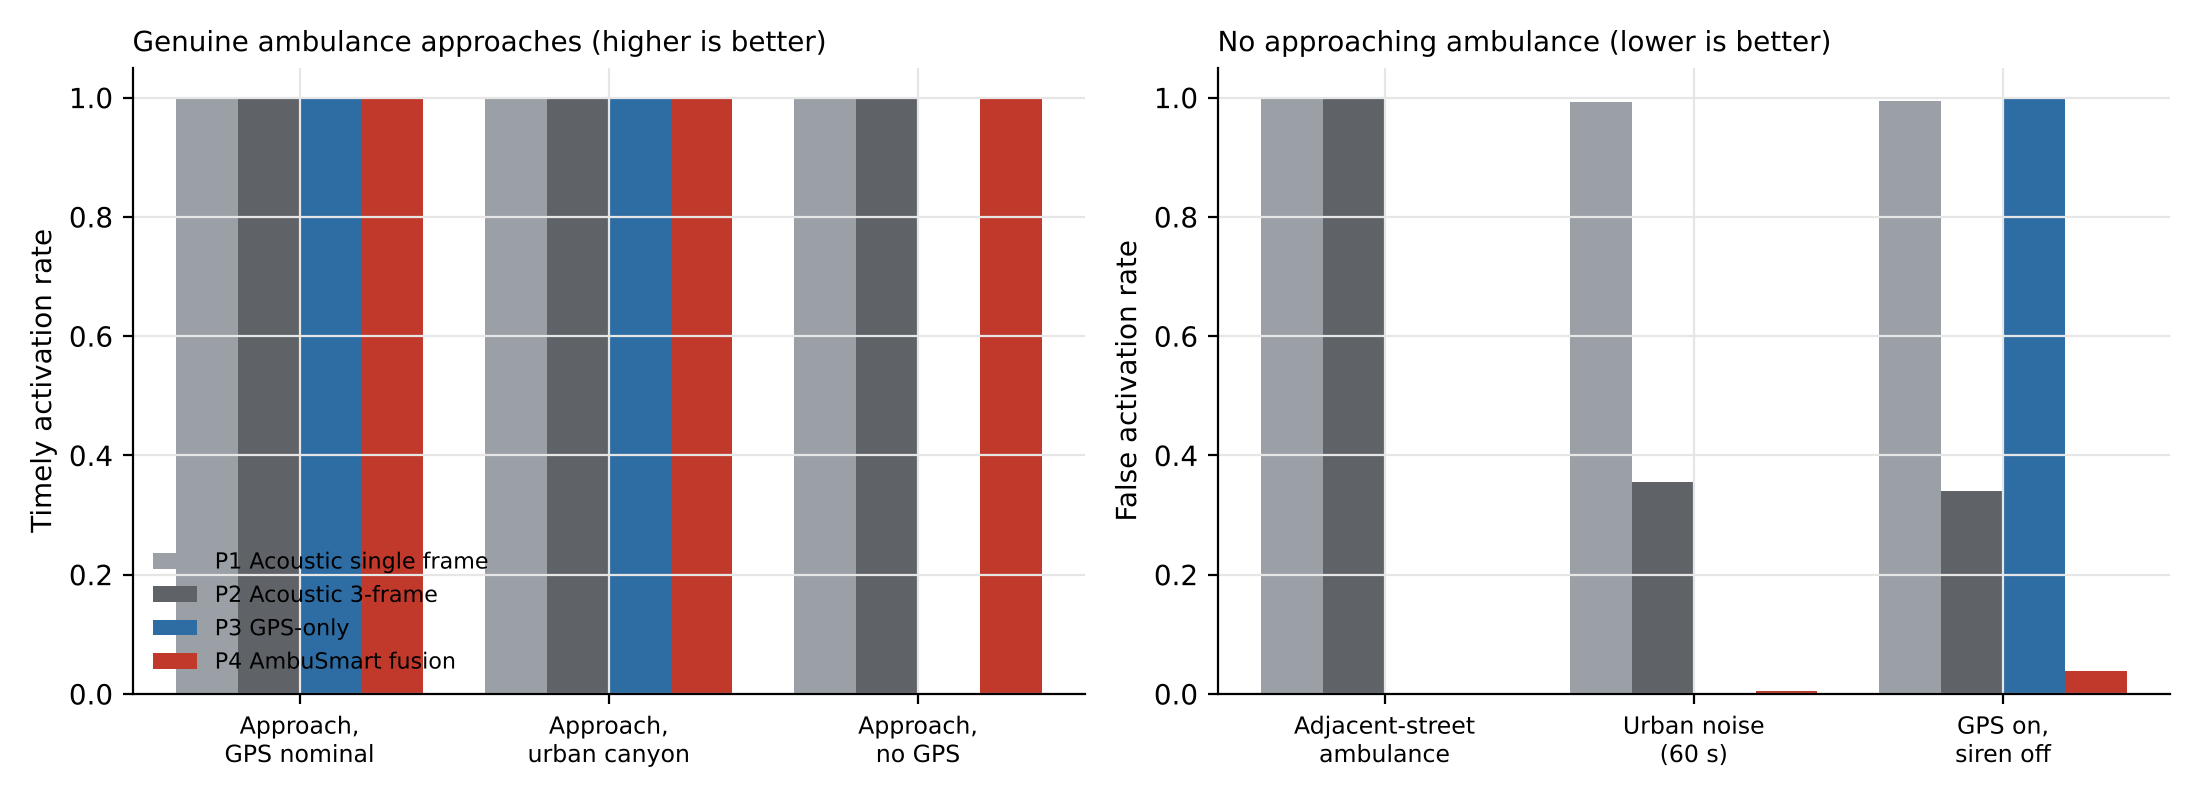 Genuine ambulance approaches (higher is better)
Timely activation rate
1.0
0.8
0.6
0.4
0.2
0.0
P1 Acoustic single frame
P2 Acoustic 3-frame
P3 GPS-only
P4 AmbuSmart fusion
Approach,
GPS nominal
Approach,
urban canyon
Approach,
no GPS
No approaching ambulance (lower is better)
False activation rate
1.0
0.8
0.6
0.4
0.2
0.0
Adjacent-street
ambulance
Urban noise
(60 s)
GPS on,
siren off